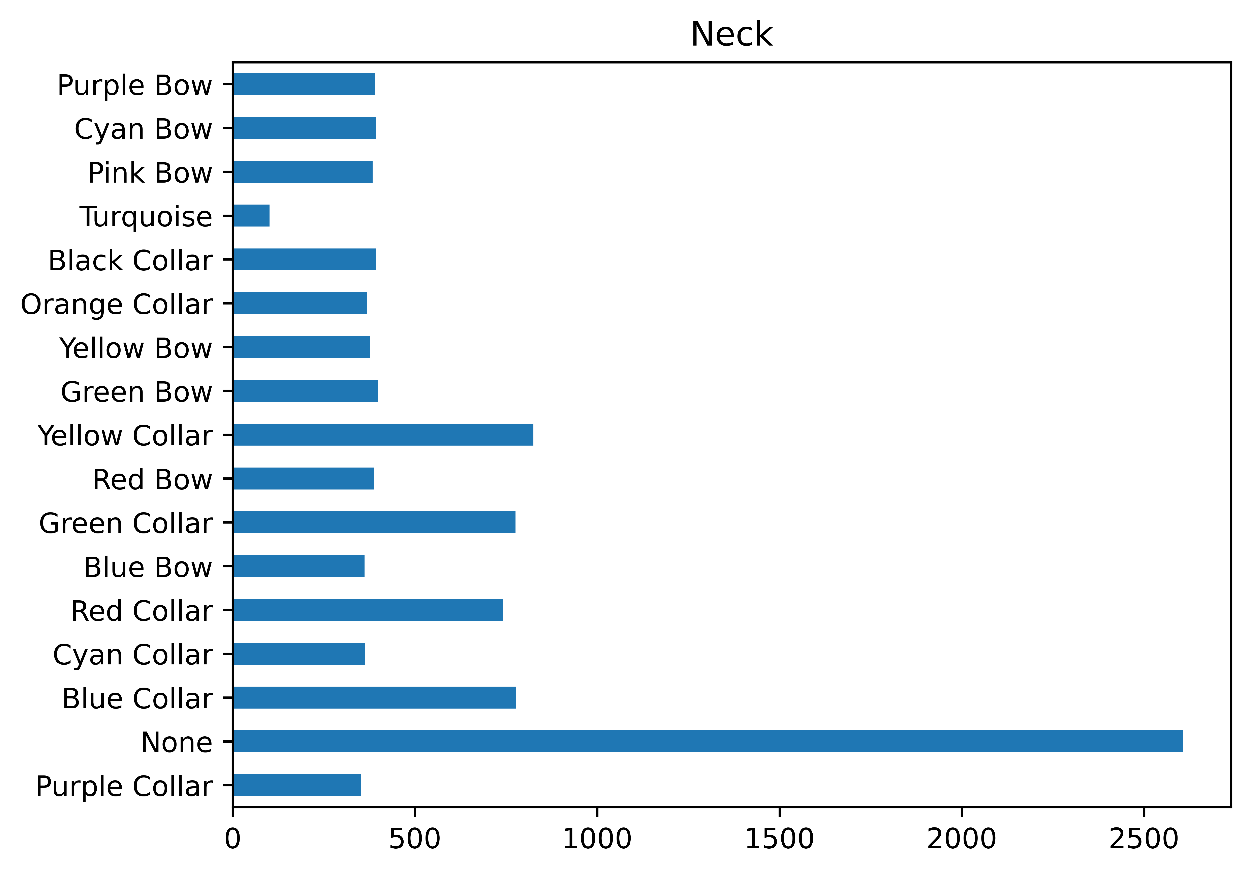 Neck
Purple Bow
Cyan Bow
Pink Bow
Turquoise
Black Collar
Orange Collar
Yellow Bow
Green Bow
Yellow Collar
Red Bow
Green Collar
Blue Bow
Red Collar
Cyan Collar
Blue Collar
None
Purple Collar
0 500 1000 1500 2000 2500